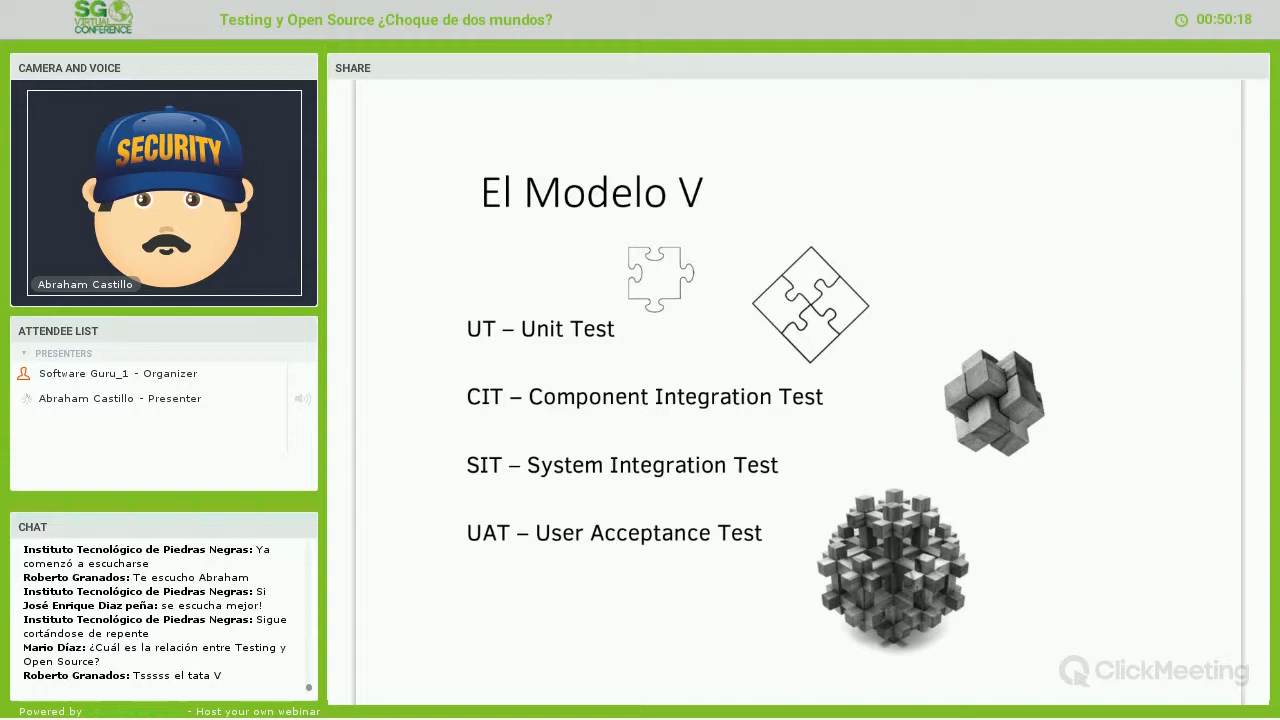 SG
VIRTUAL
CONFERENCE
Testing y Open Source ¿Choque de dos mundos?
00:50:18
CAMERA AND VOICE
SECURITY
Abraham Castillo
ATTENDEE LIST
PRESENTERS
Software Guru_1 - Organizer
Abraham Castillo - Presenter
CHAT
Instituto Tecnológico de Piedras Negras: Ya
comenzó a escucharse
Roberto Granados: Te escucho Abraham
Instituto Tecnológico de Piedras Negras: Si
José Enrique Diaz peña: se escucha mejor!
Instituto Tecnológico de Piedras Negras: Sigue
cortándose de repente
Mario Díaz: ¿Cuál es la relación entre Testing y
Open Source?
Roberto Granados: Tsssss el tata V
Powered by - Host your own webinar
SHARE
El Modelo V
UT – Unit Test
CIT – Component Integration Test
SIT – System Integration Test
UAT – User Acceptance Test
ClickMeeting